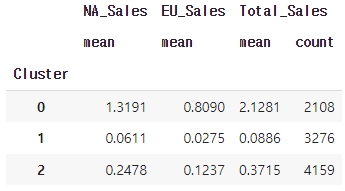 NA_Sales EU_Sales Total_Sales
mean mean mean count
Cluster
0 1.3191 0.8090 2.1281 2108
1 0.0611 0.0275 0.0886 3276
2 0.2478 0.1237 0.3715 4159